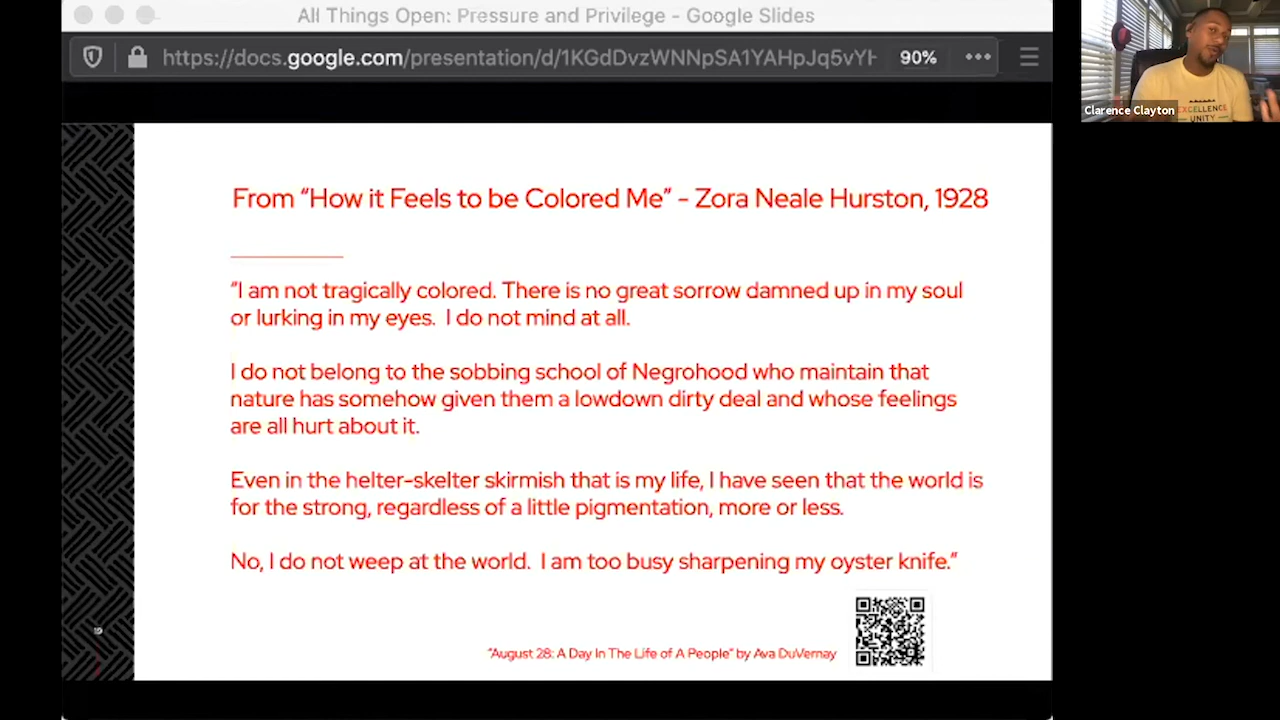 All Things Open: Pressure and Privilege - Google Slides
https://docs.google.com/presentation/d/1KGdDvzWNNpSA1YAHpJq5vYH
90%
Clarence Clayton
EXCELLENCE
UNITY
From “How it Feels to be Colored Me” - Zora Neale Hurston, 1928
“I am not tragically colored. There is no great sorrow damned up in my soul
or lurking in my eyes. I do not mind at all.
I do not belong to the sobbing school of Negrohood who maintain that
nature has somehow given them a lowdown dirty deal and whose feelings
are all hurt about it.
Even in the helter-skelter skirmish that is my life, I have seen that the world is
for the strong, regardless of a little pigmentation, more or less.
No, I do not weep at the world. I am too busy sharpening my oyster knife.”
“August 28: A Day In The Life of A People” by Ava DuVernay